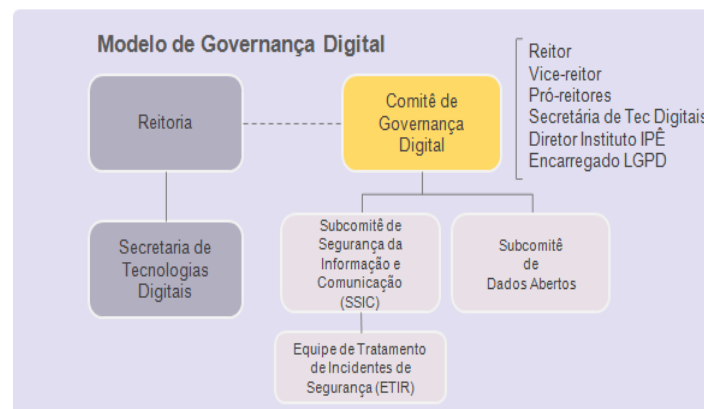 Modelo de Governança Digital
Reitor
Vice-reitor
Pró-reitores
Secretária de Tec Digitais
Diretor Instituto IPÊ
Encarregado LGPD
Reitoria
Comitê de
Governança
Digital
Secretaria de
Tecnologias
Digitais
Subcomitê de
Segurança da
Informação e
Comunicação
(SSIC)
Subcomitê
de
Dados Abertos
Equipe de Tratamento
de Incidentes de
Segurança (ETIR)